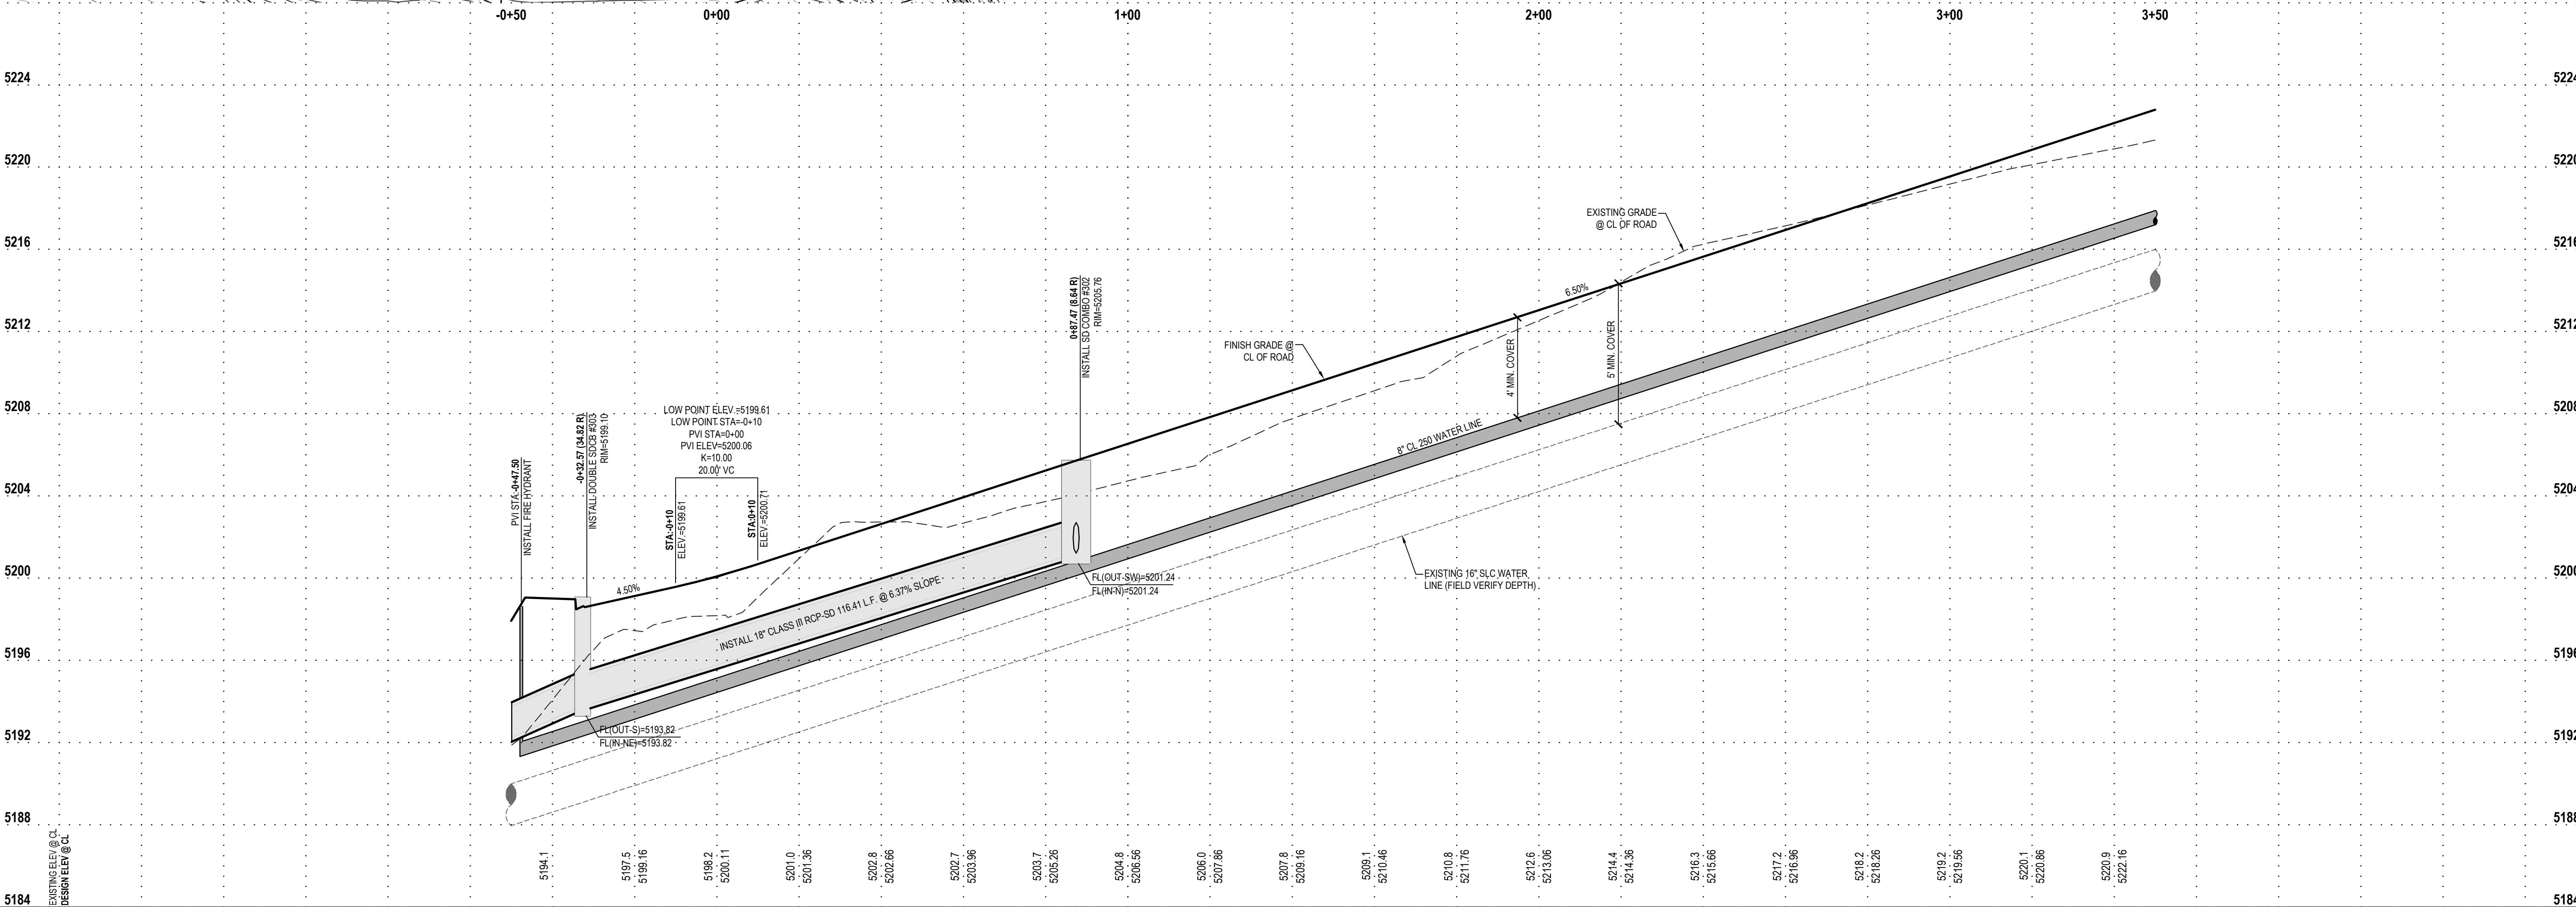 -0+50 0+00 1+00 2+00 3+00 3+50
5224 5224
5220 5220
5216 5216
5212 5212
5208 5208
5204 5204
5200 5200
5196 5196
5192 5192
5188 5188
5184 5184
EXISTING GRADE
@ CL OF ROAD
6.50%
FINISH GRADE @
CL OF ROAD
4' MIN. COVER
5' MIN. COVER
8" CL 250 WATER LINE
0+87.47 (8.64 R)
INSTALL SD COMBO #302
RIM=5205.76
LOW POINT ELEV.=5199.61
LOW POINT STA=-0+10
PVI STA=0+00
PVI ELEV=5200.06
K=10.00
20.00' VC
STA:-0+10
ELEV.=5199.61
STA:0+10
ELEV.=5200.71
-0+32.57 (34.82 R)
INSTALL DOUBLE SDCB #303
RIM=5199.10
PVI STA:-0+47.50
INSTALL FIRE HYDRANT
4.50%
INSTALL 18" CLASS III RCP-SD 116.41 L.F. @ 6.37% SLOPE
FL(OUT-SW)=5201.24
FL(IN-N)=5201.24
EXISTING 16" SLC WATER
LINE (FIELD VERIFY DEPTH)
FL(OUT-S)=5193.82
FL(IN-NE)=5193.82
EXISTING ELEV @ CL
DESIGN ELEV @ CL
5194.1
5197.5
5199.16
5198.2
5200.11
5201.0
5201.36
5202.8
5202.66
5202.7
5203.96
5203.7
5205.26
5204.8
5206.56
5206.0
5207.86
5207.8
5209.16
5209.1
5210.46
5210.8
5211.76
5212.6
5213.06
5214.4
5214.36
5216.3
5215.66
5217.2
5216.96
5218.2
5218.26
5219.2
5219.56
5220.1
5220.86
5220.9
5222.16